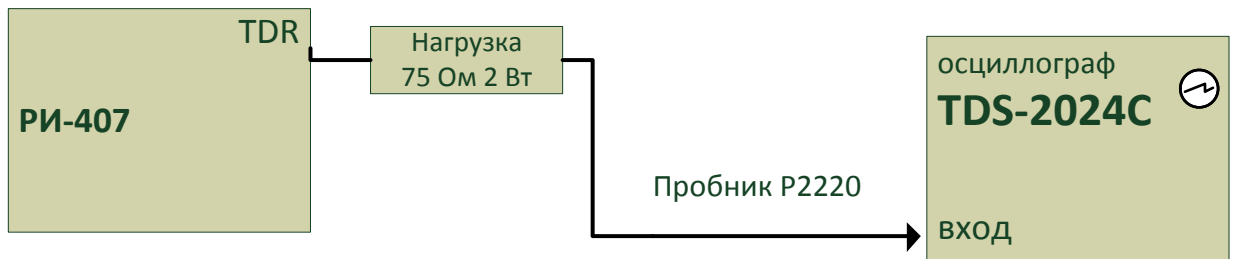 TDR
РИ-407
Нагрузка
75 Ом 2 Вт
Пробник P2220
осциллограф
TDS-2024C
вход